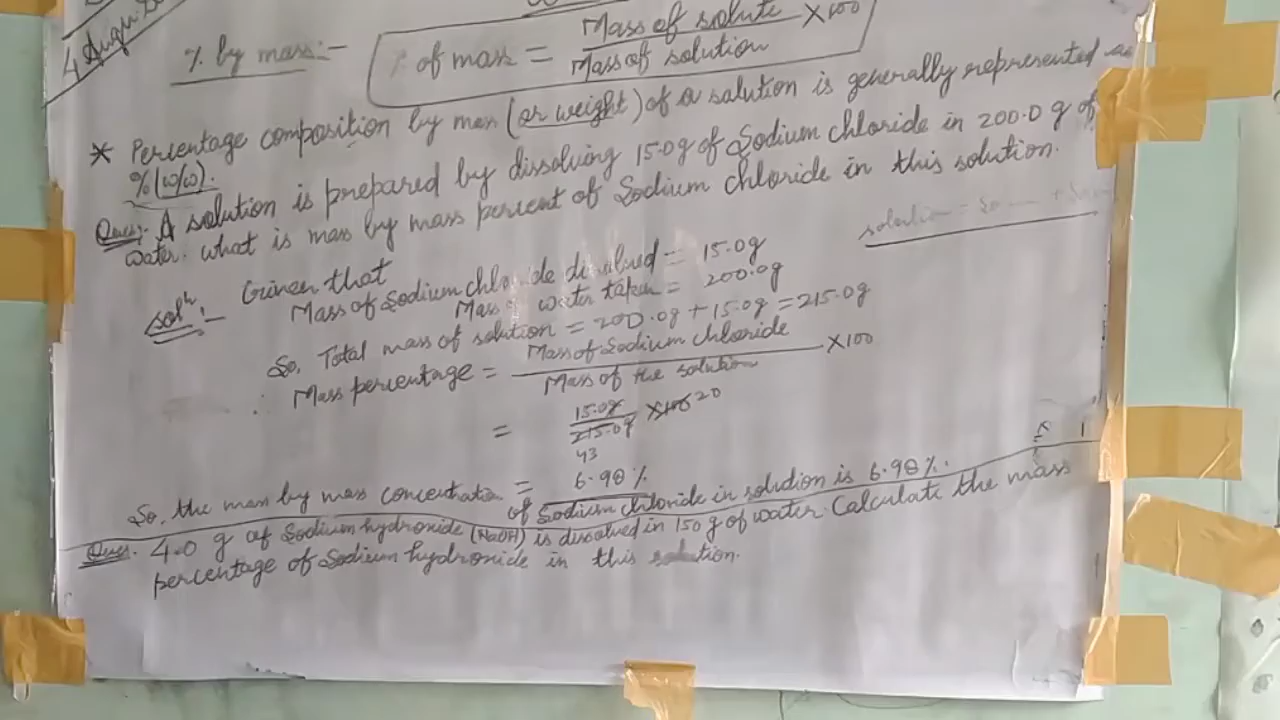 4 Augu
% by mass:-
% of mass = Mass of solute / Mass of solution ×100
* Persentage composition by mass (or weight) of a salution is generally represented as
%(w/w).
Ques:- A solution is prepared by dissolving 15.0g of Sodium chloride in 200.0 g of
water. what is mass by mass percent of Sodium chloride in this solution.
solution =
Solⁿ:- Given that
Mass of Sodium chloride dissolved = 15.0g
Mass of water taken = 200.0g
So, Total mass of solution = 200.0g + 15.0g = 215.0g
Mass percentage = Mass of Sodium chloride / Mass of the solution ×100
= 15.0g / 215.0g ×100 20
43
= 6.98%
So, the mass by mass concentration of Sodium chloride in solution is 6.98%.
Ques. 4.0 g of Sodium hydroxide (NaOH) is dissolved in 150 g of water. Calculate the mass
percentage of Sodium hydroxide in this solution.